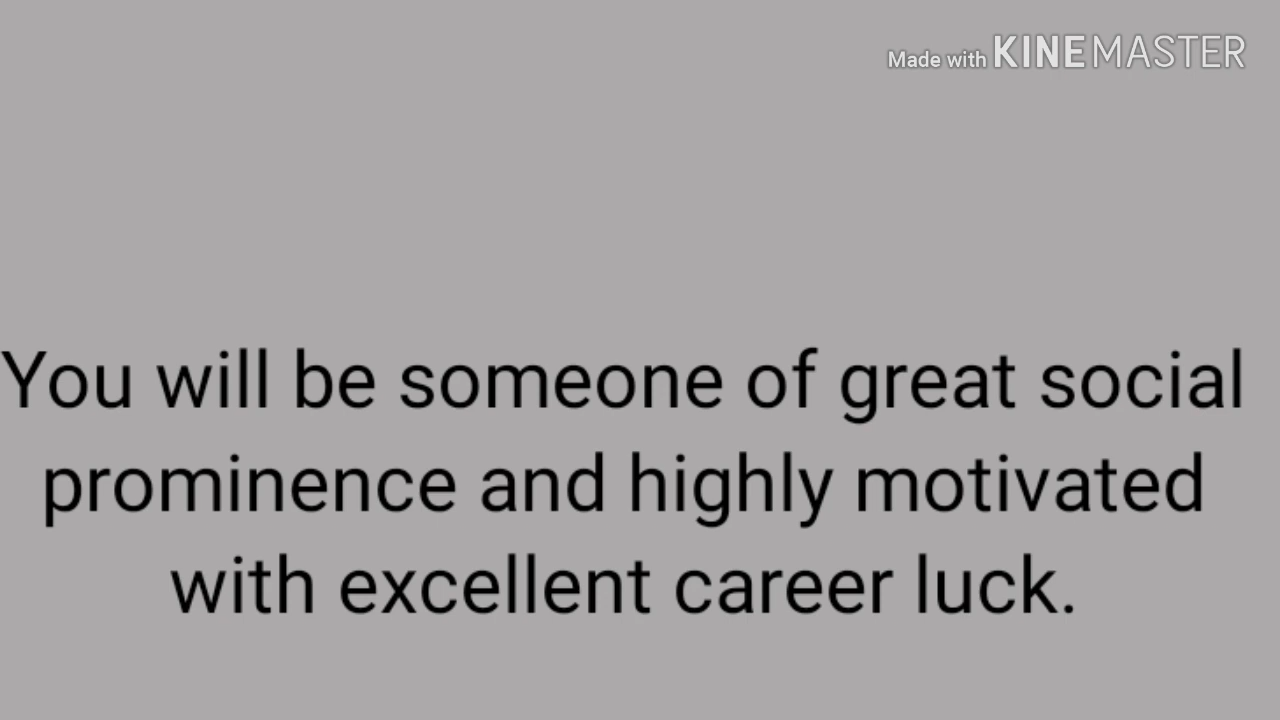 Made with KINEMASTER
You will be someone of great social
prominence and highly motivated
with excellent career luck.